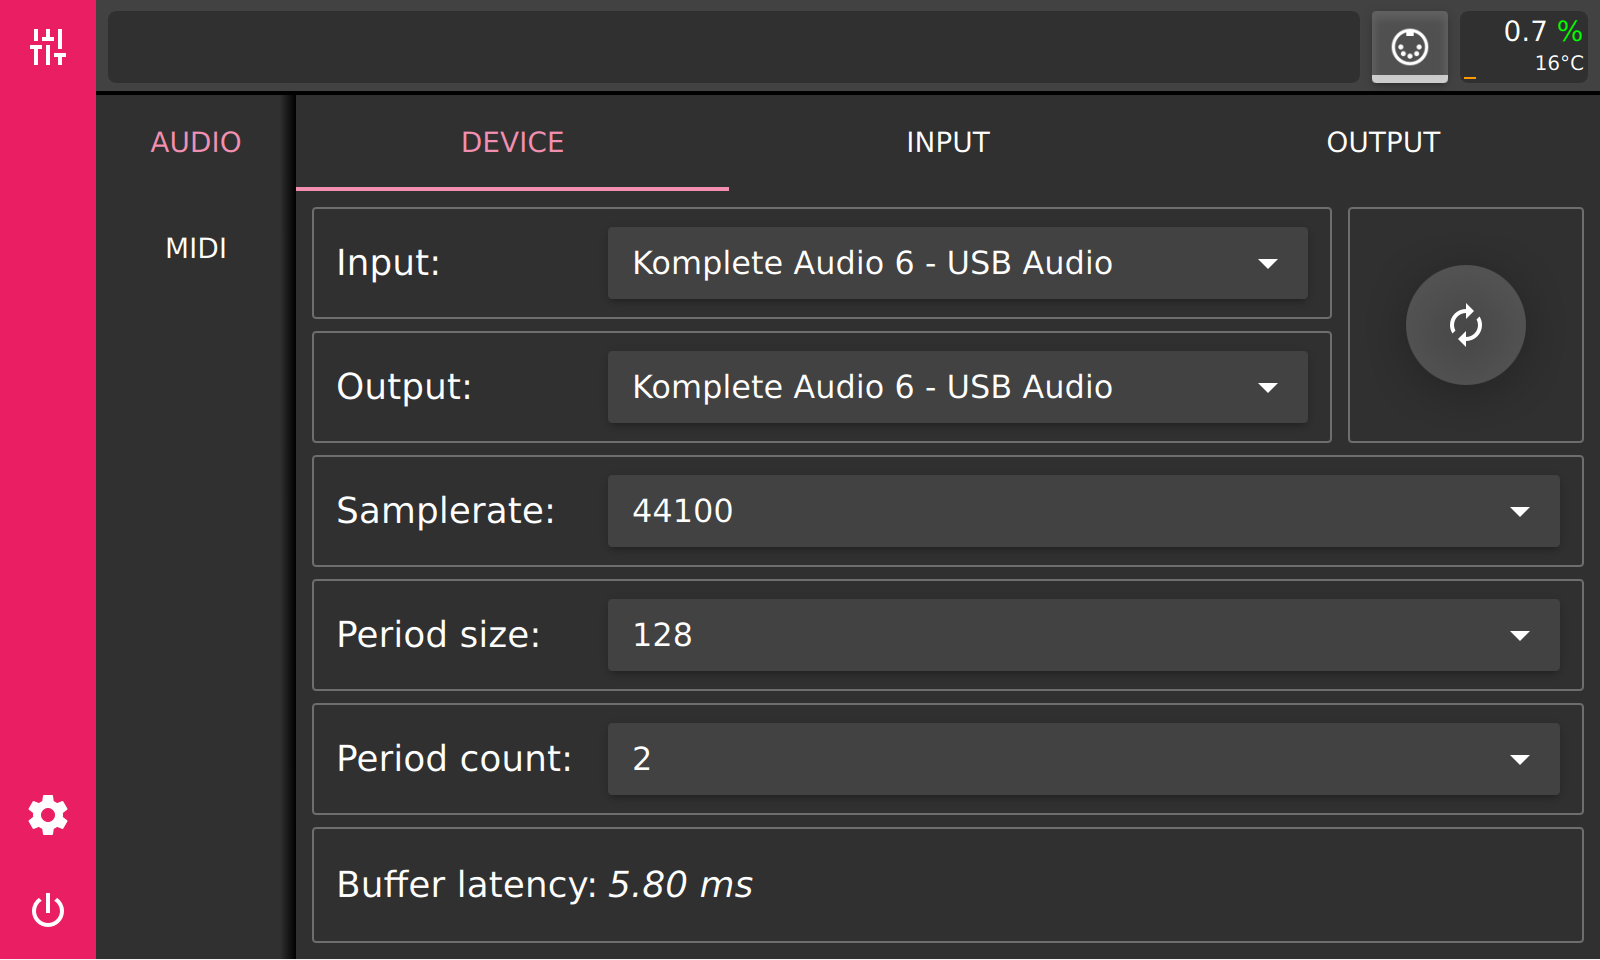 0.7 %
16°C
AUDIO
MIDI
DEVICE INPUT OUTPUT
Input: Komplete Audio 6 - USB Audio
Output: Komplete Audio 6 - USB Audio
Samplerate: 44100
Period size: 128
Period count: 2
Buffer latency: 5.80 ms